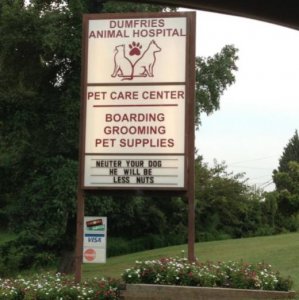 DUMFRIES
ANIMAL HOSPITAL
PET CARE CENTER
BOARDING
GROOMING
PET SUPPLIES
NEUTER YOUR DOG
HE WILL BE
LESS NUTS
VISA